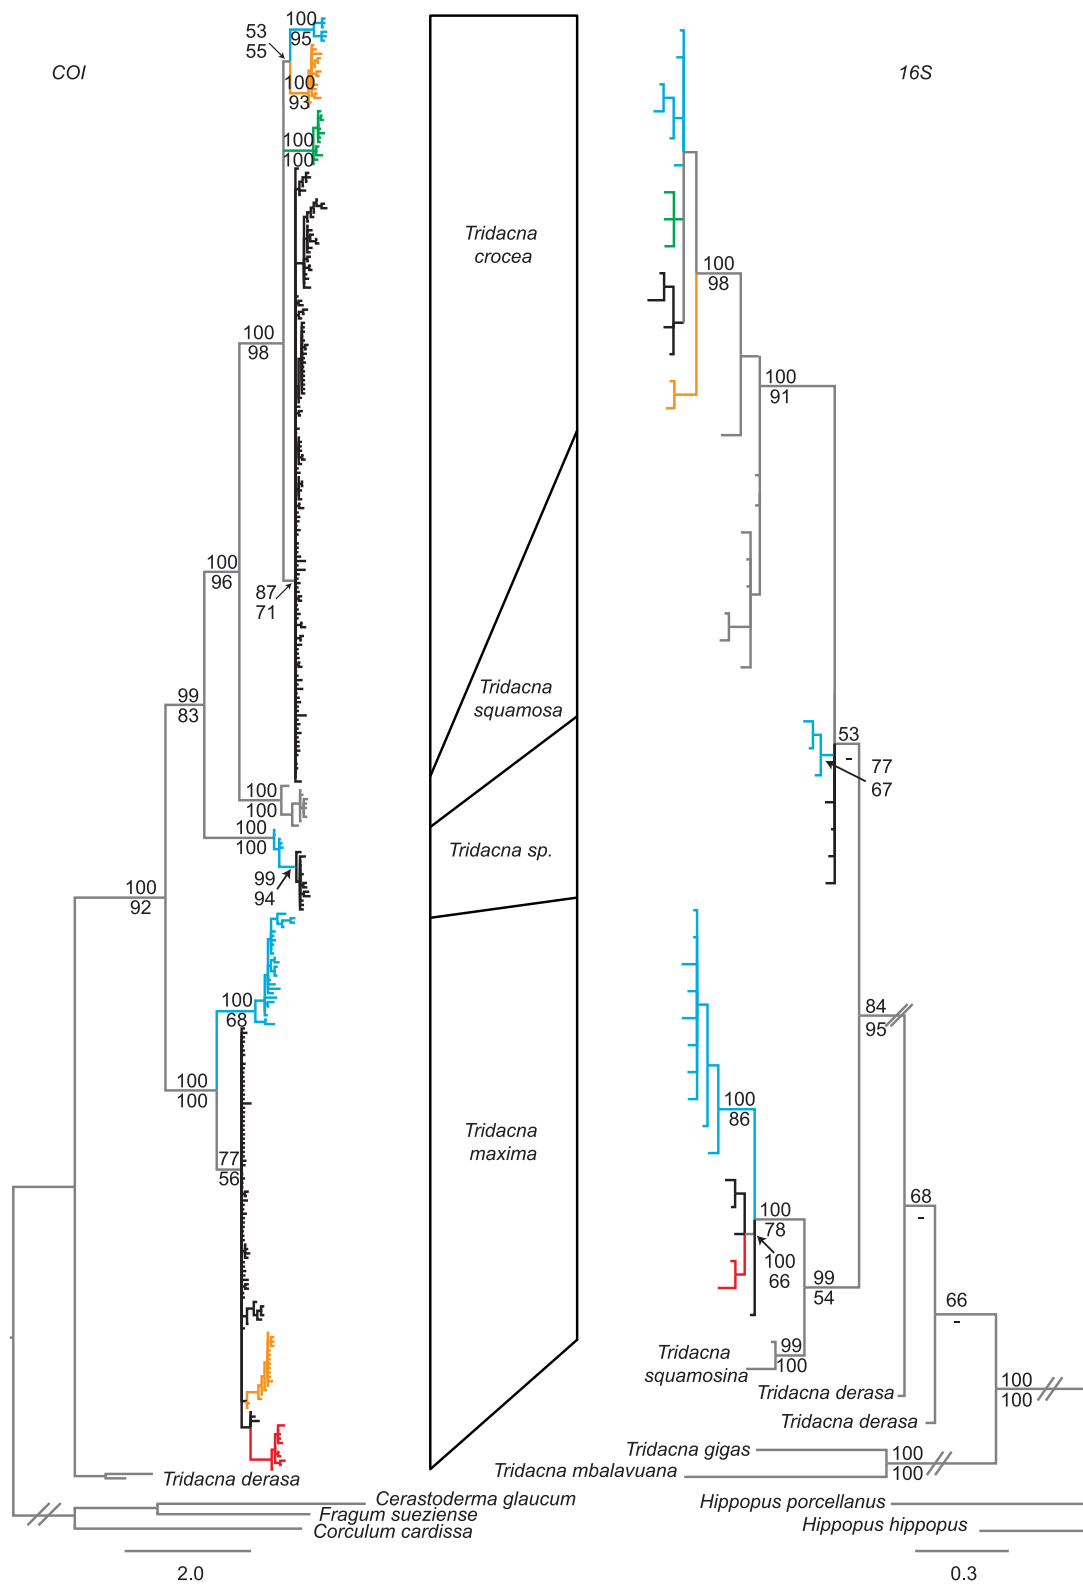 COI
16S
100
95
53
55
100
93
100
100
100
98
87
71
100
96
99
83
100
100
100
100
99
94
100
92
100
68
100
100
77
56
Tridacna derasa
Cerastoderma glaucum
Fragum sueziense
Corculum cardissa
2.0
Tridacna
crocea
Tridacna
squamosa
Tridacna sp.
Tridacna
maxima
100
98
100
91
53
-
77
67
84
95
100
86
100
78
100
66
99
54
68
-
66
-
Tridacna
squamosina
99
100
Tridacna derasa
Tridacna derasa
100
100
Tridacna gigas
Tridacna mbalavuana
100
100
Hippopus porcellanus
Hippopus hippopus
0.3